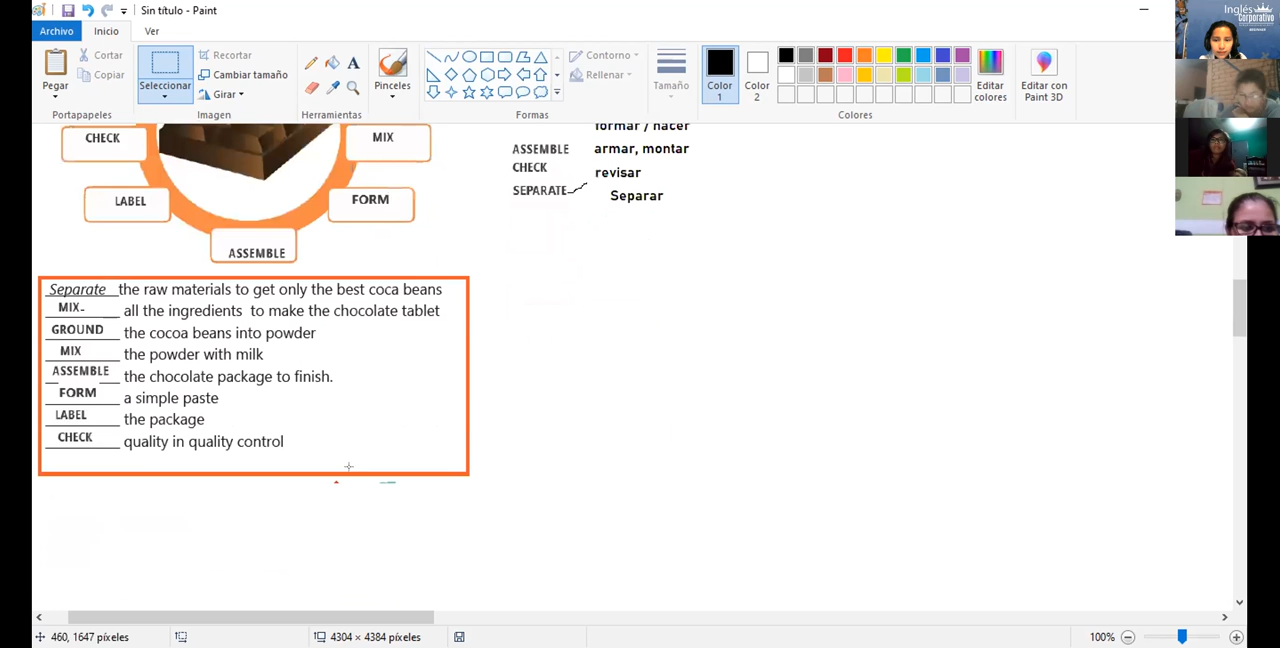 Sin título - Paint
Archivo Inicio Ver
Pegar
Cortar
Copiar
Portapapeles
Seleccionar
Recortar
Cambiar tamaño
Girar
Imagen
Herramientas
Pinceles
Contorno
Rellenar
Formas
Tamaño
Color 1
Color 2
Editar colores
Colores
Editar con Paint 3D
Inglés
Corporativo
CHECK
MIX
LABEL
FORM
ASSEMBLE
formar / hacer
ASSEMBLE armar, montar
CHECK revisar
SEPARATE Separar
Separate the raw materials to get only the best coca beans
MIX all the ingredients to make the chocolate tablet
GROUND the cocoa beans into powder
MIX the powder with milk
ASSEMBLE the chocolate package to finish.
FORM a simple paste
LABEL the package
CHECK quality in quality control
460, 1647 píxeles
4304 × 4384 píxeles
100%